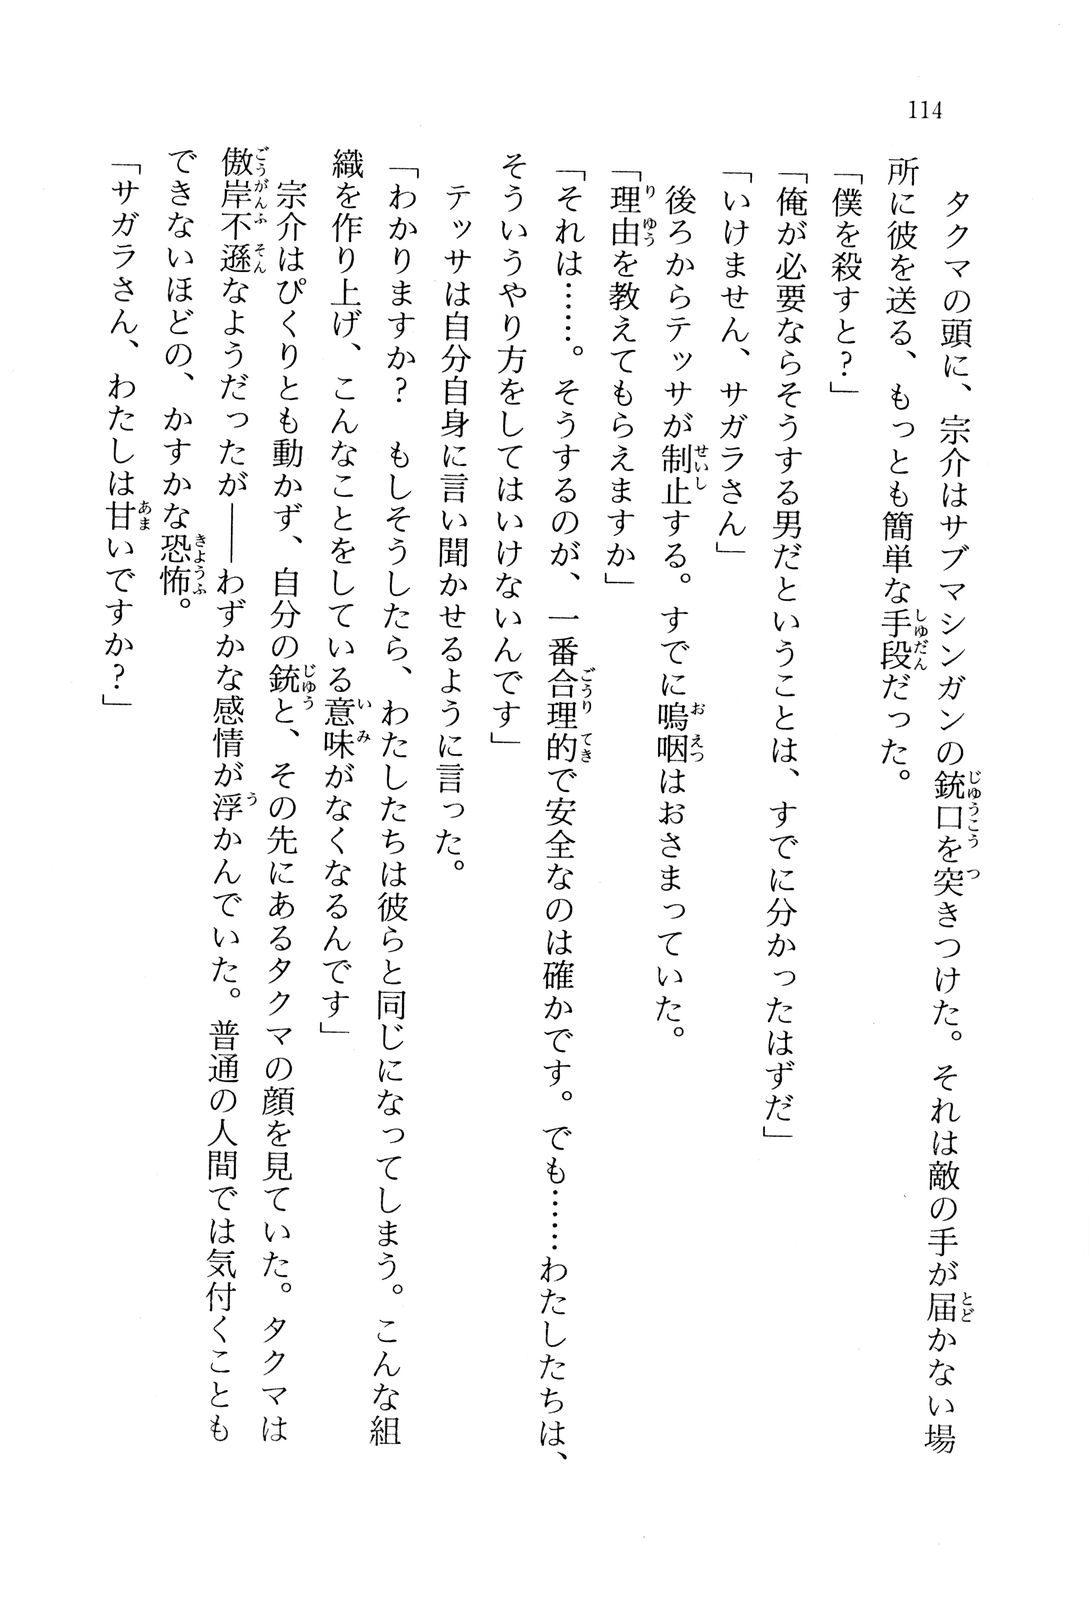 114
タクマの頭に、宗介はサブマシンガンの銃口を突きつけた。それは敵の手が届かない場
所に彼を送る、もっとも簡単な手段だった。
「僕を殺すと?」
「俺が必要ならそうする男だということは、すでに分かったはずだ」
「いけません、サガラさん」
後ろからテッサが制止する。すでに嗚咽はおさまっていた。
「理由を教えてもらえますか」
「それは……。そうするのが、一番合理的で安全なのは確かです。でも……わたしたちは、
そういうやり方をしてはいけないんです」
テッサは自分自身に言い聞かせるように言った。
「わかりますか? もしそうしたら、わたしたちは彼らと同じになってしまう。こんな組
織を作り上げ、こんなことをしている意味がなくなるんです」
宗介はぴくりとも動かず、自分の銃と、その先にあるタクマの顔を見ていた。タクマは
傲岸不遜なようだったが――わずかな感情が浮かんでいた。普通の人間では気付くことも
できないほどの、かすかな恐怖。
「サガラさん、わたしは甘いですか?」